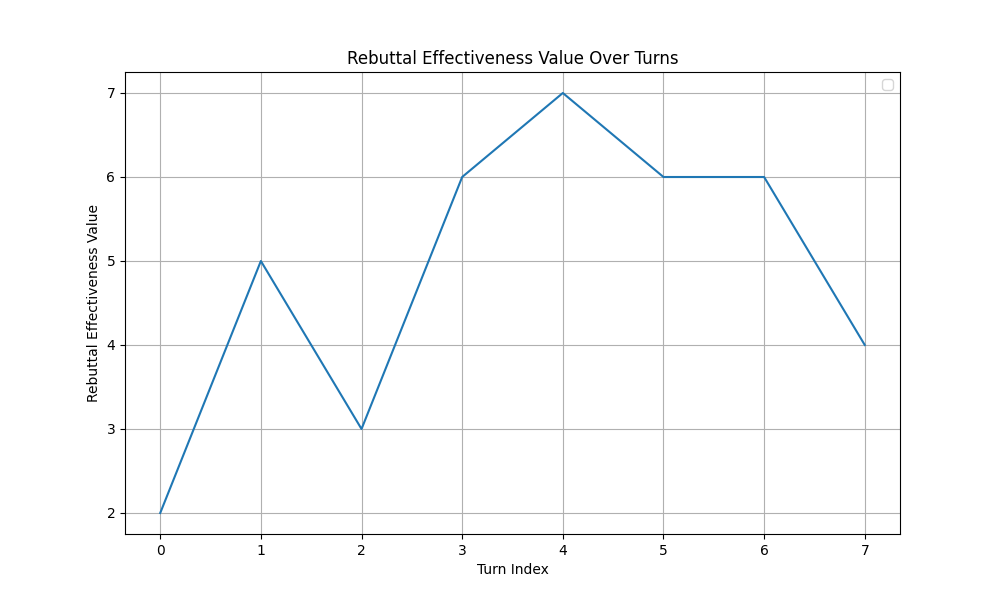 Rebuttal Effectiveness Value Over Turns
7
6
5
4
3
2
Rebuttal Effectiveness Value
0 1 2 3 4 5 6 7
Turn Index